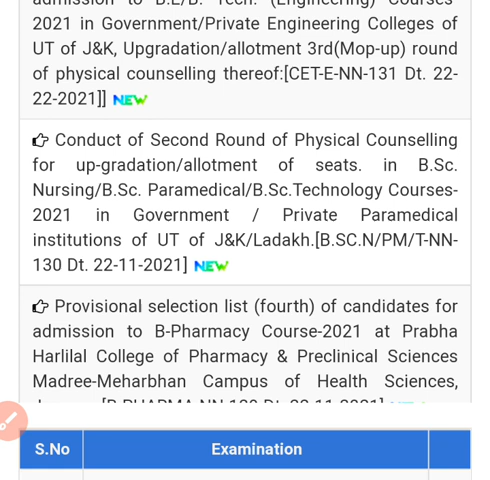 admission to B.E/B. Tech. (Engineering) Courses-
2021 in Government/Private Engineering Colleges of
UT of J&K, Upgradation/allotment 3rd(Mop-up) round
of physical counselling thereof:[CET-E-NN-131 Dt. 22-
22-2021]] NEW
Conduct of Second Round of Physical Counselling
for up-gradation/allotment of seats. in B.Sc.
Nursing/B.Sc. Paramedical/B.Sc.Technology Courses-
2021 in Government / Private Paramedical
institutions of UT of J&K/Ladakh.[B.SC.N/PM/T-NN-
130 Dt. 22-11-2021] NEW
Provisional selection list (fourth) of candidates for
admission to B-Pharmacy Course-2021 at Prabha
Harlilal College of Pharmacy & Preclinical Sciences
Madree-Meharbhan Campus of Health Sciences,
S.No Examination